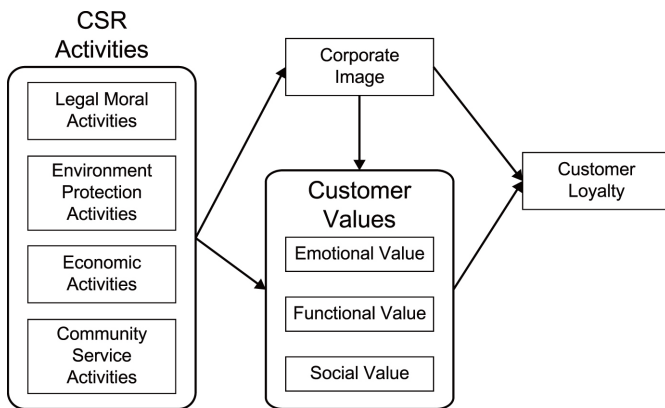 CSR
Activities
Legal Moral
Activities
Environment
Protection
Activities
Economic
Activities
Community
Service
Activities
Corporate
Image
Customer
Values
Emotional Value
Functional Value
Social Value
Customer
Loyalty